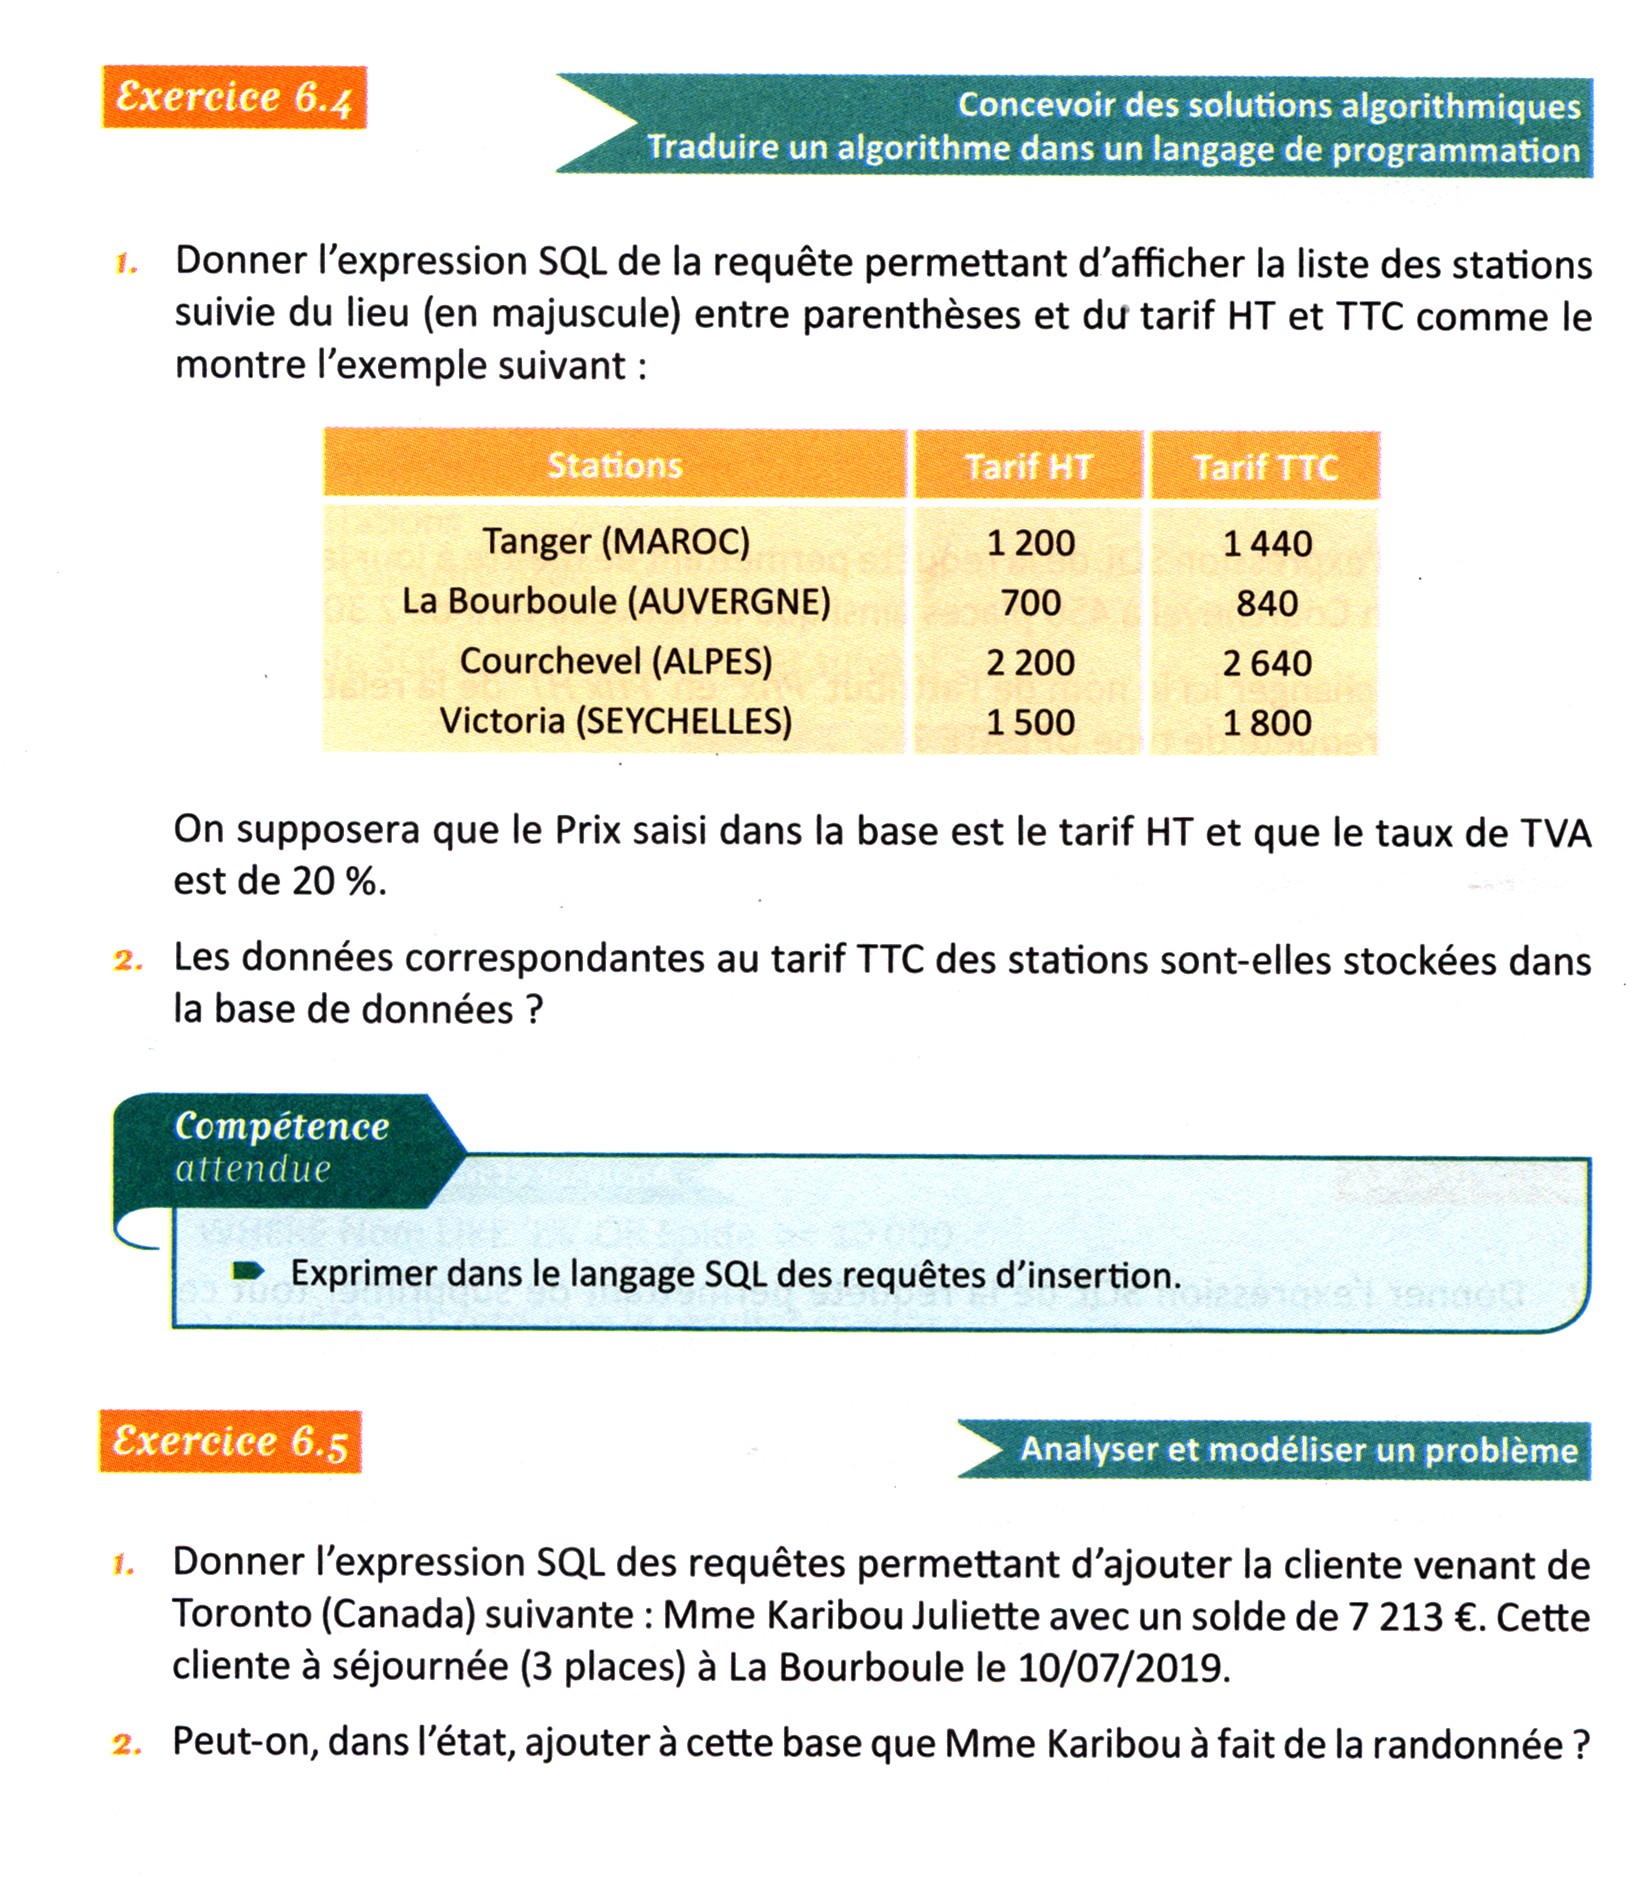 Exercice 6.4
Concevoir des solutions algorithmiques
Traduire un algorithme dans un langage de programmation
1. Donner l'expression SQL de la requête permettant d'afficher la liste des stations
suivie du lieu (en majuscule) entre parenthèses et du tarif HT et TTC comme le
montre l'exemple suivant :
Stations Tarif HT Tarif TTC
Tanger (MAROC) 1 200 1 440
La Bourboule (AUVERGNE) 700 840
Courchevel (ALPES) 2 200 2 640
Victoria (SEYCHELLES) 1 500 1 800
On supposera que le Prix saisi dans la base est le tarif HT et que le taux de TVA
est de 20 %.
2. Les données correspondantes au tarif TTC des stations sont-elles stockées dans
la base de données ?
Compétence
attendue
Exprimer dans le langage SQL des requêtes d'insertion.
Exercice 6.5
Analyser et modéliser un problème
1. Donner l'expression SQL des requêtes permettant d'ajouter la cliente venant de
Toronto (Canada) suivante : Mme Karibou Juliette avec un solde de 7 213 €. Cette
cliente à séjournée (3 places) à La Bourboule le 10/07/2019.
2. Peut-on, dans l'état, ajouter à cette base que Mme Karibou à fait de la randonnée ?